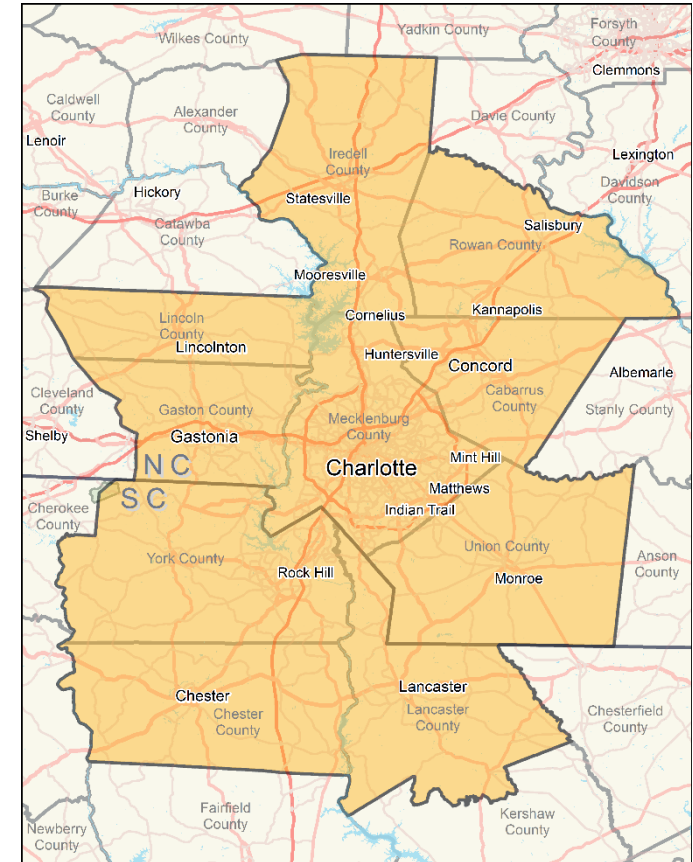 Wilkes County
Yadkin County
Forsyth
County
Clemmons
Caldwell
County
Alexander
County
Davie County
Lenoir
Iredell
County
Lexington
Davidson
County
Burke
County
Hickory
Statesville
Catawba
County
Salisbury
Rowan County
Mooresville
Cornelius
Kannapolis
Lincoln
County
Lincolnton
Huntersville
Concord
Albemarle
Cabarrus
County
Cleveland
County
Gaston County
Mecklenburg
County
Stanly County
Shelby
Gastonia
NC
Charlotte
Mint Hill
Matthews
SC
Cherokee
County
Indian Trail
York County
Union County
Anson
County
Rock Hill
Monroe
Chester
Lancaster
Chester
County
Lancaster
County
Chesterfield
County
Fairfield
County
Kershaw
County
Newberry
County